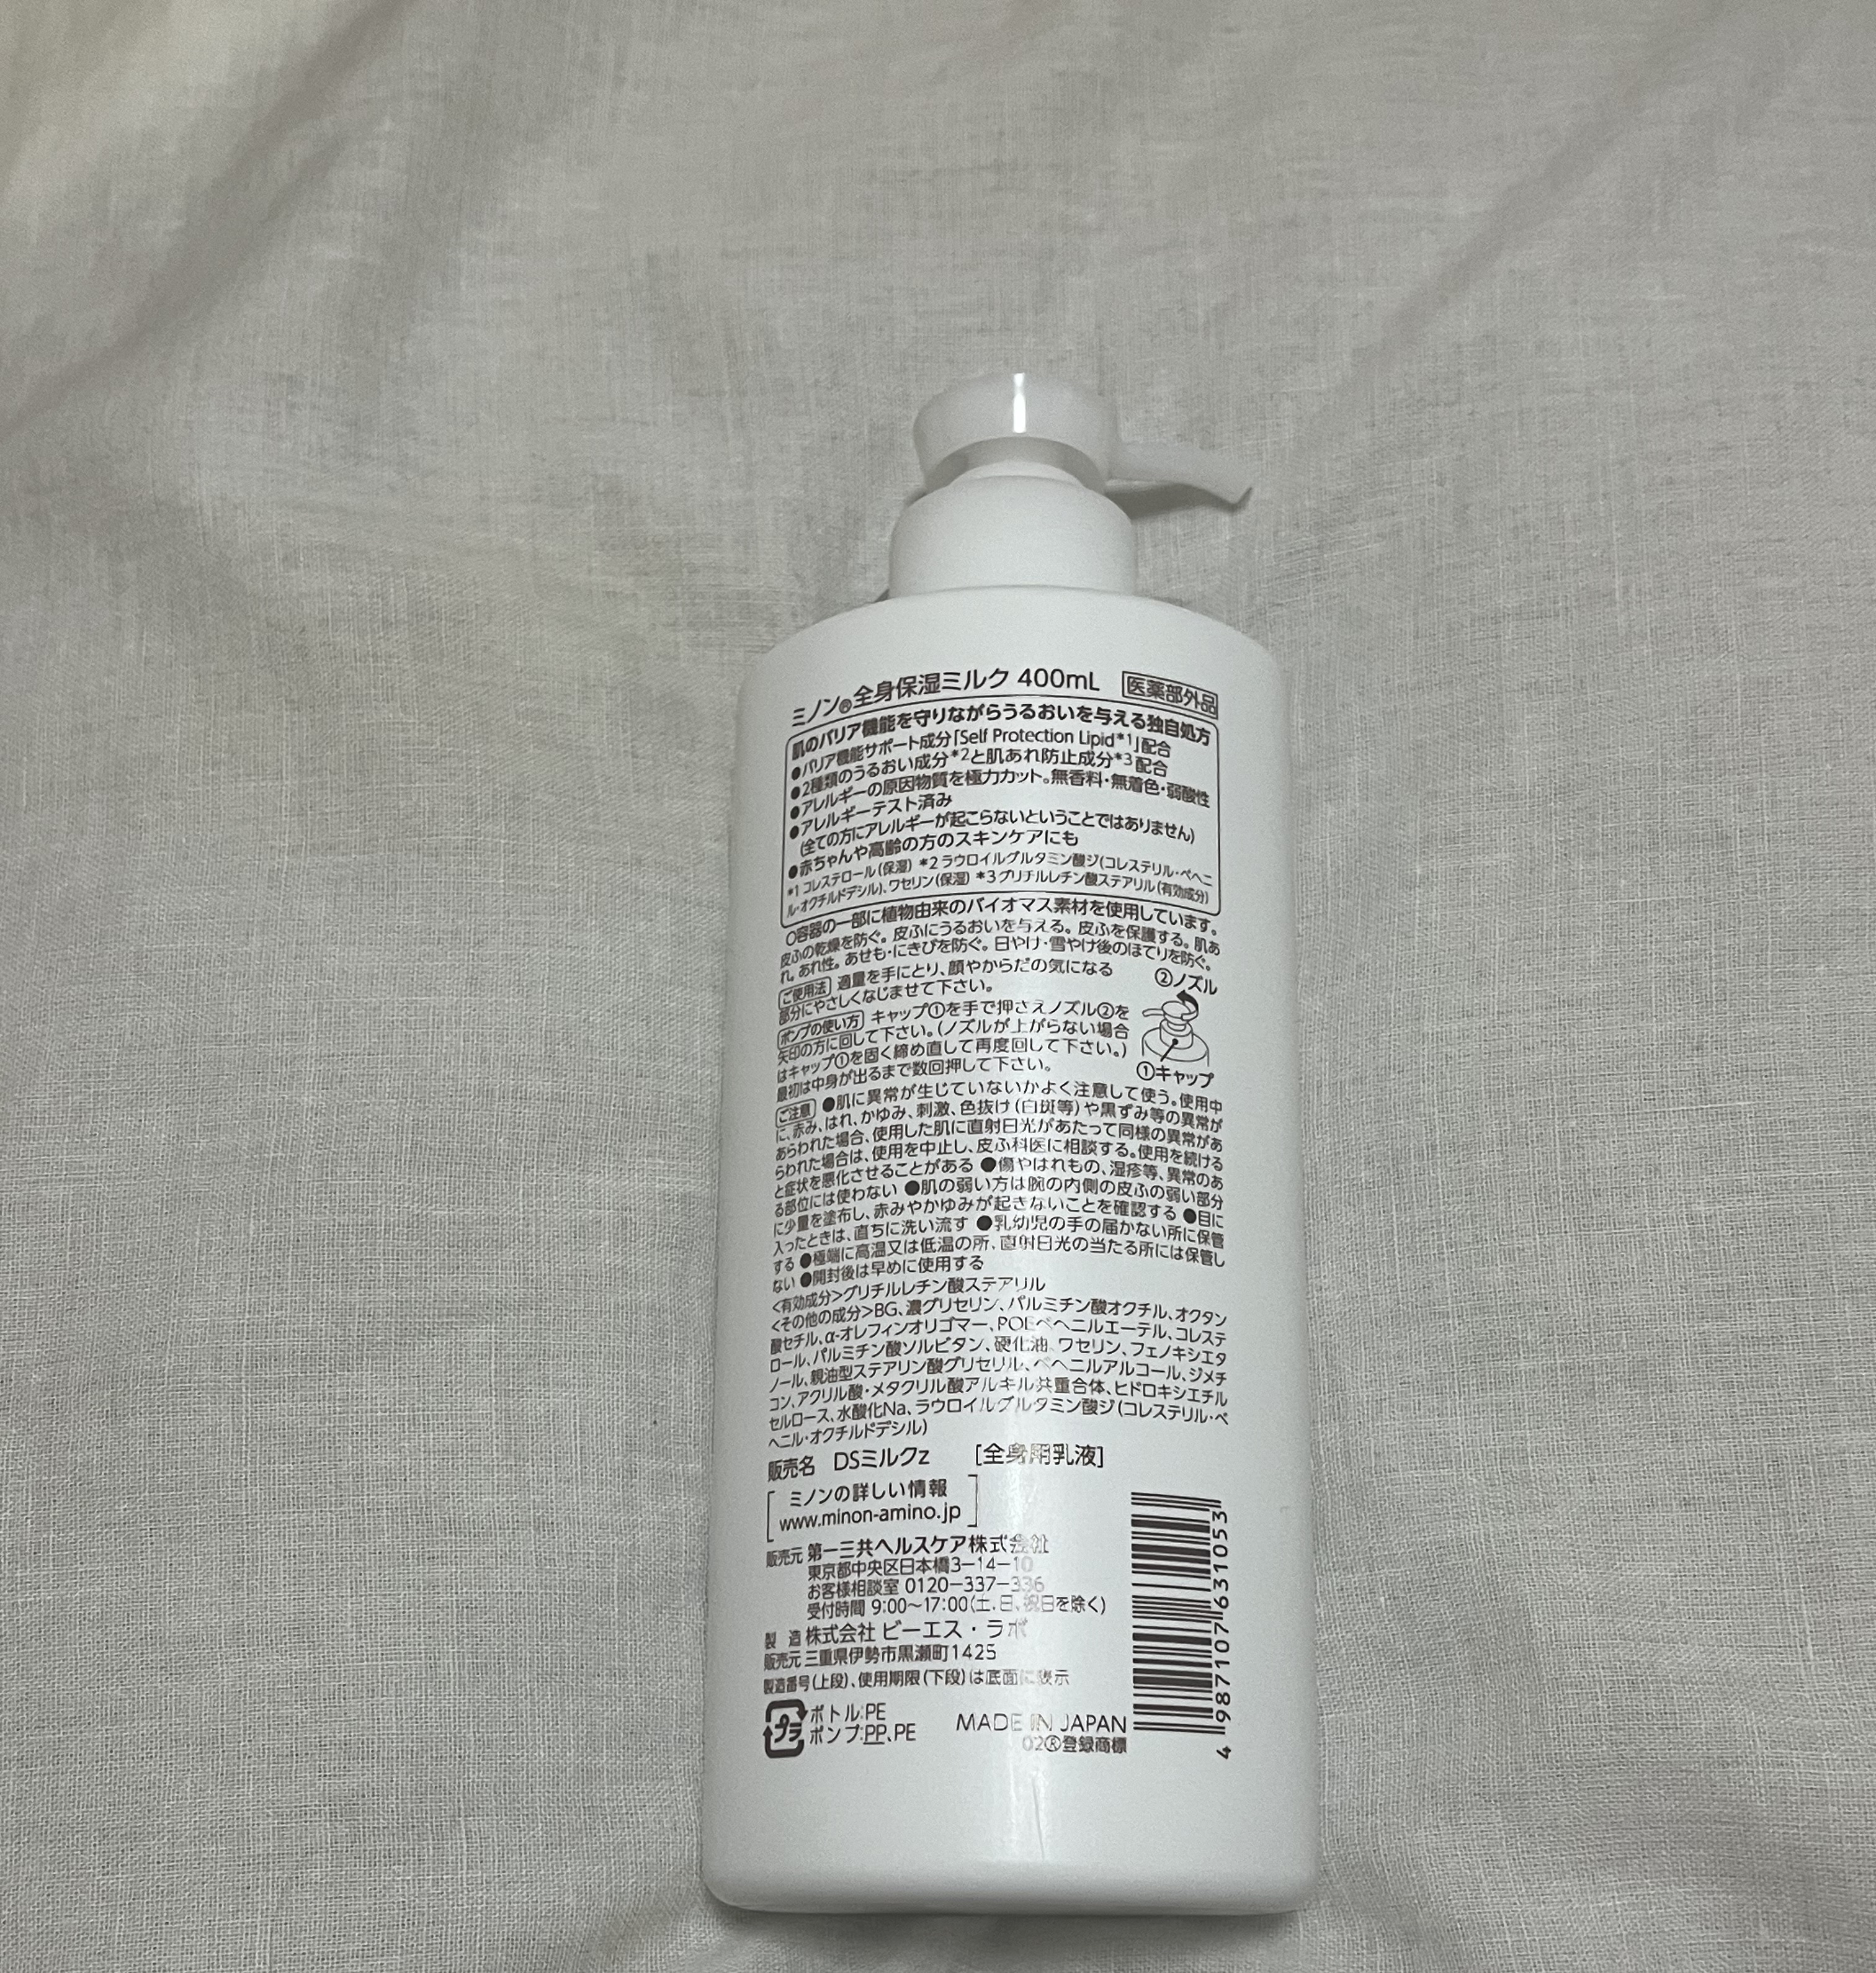 ミノン®全身保湿ミルク 400mL 医薬部外品
肌のバリア機能を守りながらうるおいを与える独自処方
●バリア機能サポート成分「Self Protection Lipid*1」配合
●2種類のうるおい成分*2と肌あれ防止成分*3配合
●アレルギーの原因物質を極力カット。無香料・無着色・弱酸性
●アレルギーテスト済み
(全ての方にアレルギーが起こらないということではありません)
●赤ちゃんや高齢の方のスキンケアにも
*1 コレステロール(保湿) *2 ラウロイルグルタミン酸ジ(コレステリル・ベヘニ
ル・オクチルドデシル)、ワセリン(保湿) *3 グリチルレチン酸ステアリル(有効成分)
○容器の一部に植物由来のバイオマス素材を使用しています。
皮ふの乾燥を防ぐ。皮ふにうるおいを与える。皮ふを保護する。肌あ
れ。あれ性。あせも・にきびを防ぐ。日やけ・雪やけ後のほてりを防ぐ。
ご使用法 適量を手にとり、顔やからだの気になる
部分にやさしくなじませて下さい。
ポンプの使い方 キャップ①を手で押さえノズル②を
矢印の方に回して下さい。(ノズルが上がらない場合
はキャップ①を固く締め直して再度回して下さい。)
最初は中身が出るまで数回押して下さい。
②ノズル
①キャップ
ご注意 ●肌に異常が生じていないかよく注意して使う。使用中
に、赤み、はれ、かゆみ、刺激、色抜け(白斑等)や黒ずみ等の異常が
あらわれた場合、使用した肌に直射日光があたって同様の異常があ
らわれた場合は、使用を中止し、皮ふ科医に相談する。使用を続ける
と症状を悪化させることがある ●傷やはれもの、湿疹等、異常のあ
る部位には使わない ●肌の弱い方は腕の内側の皮ふの弱い部分
に少量を塗布し、赤みやかゆみが起きないことを確認する ●目に
入ったときは、直ちに洗い流す ●乳幼児の手の届かない所に保管
する ●極端に高温又は低温の所、直射日光の当たる所には保管し
ない ●開封後は早めに使用する
<有効成分>グリチルレチン酸ステアリル
<その他の成分>BG、濃グリセリン、パルミチン酸オクチル、オクタン
酸セチル、α-オレフィンオリゴマー、POEベヘニルエーテル、コレステ
ロール、パルミチン酸ソルビタン、硬化油、ワセリン、フェノキシエタ
ノール、親油型ステアリン酸グリセリル、ベヘニルアルコール、ジメチ
コン、アクリル酸・メタクリル酸アルキル共重合体、ヒドロキシエチル
セルロース、水酸化Na、ラウロイルグルタミン酸ジ(コレステリル・ベ
ヘニル・オクチルドデシル)
販売名 DSミルクz [全身用乳液]
ミノンの詳しい情報
www.minon-amino.jp
販売元 第一三共ヘルスケア株式会社
東京都中央区日本橋3-14-10
お客様相談室 0120-337-336
受付時間 9:00~17:00(土、日、祝日を除く)
製造 株式会社 ビーエス・ラボ
販売元 三重県伊勢市黒瀬町1425
製造番号(上段)、使用期限(下段)は底面に表示
プラ ボトル:PE
ポンプ:PP、PE
MADE IN JAPAN
02®登録商標
4 987107 631053